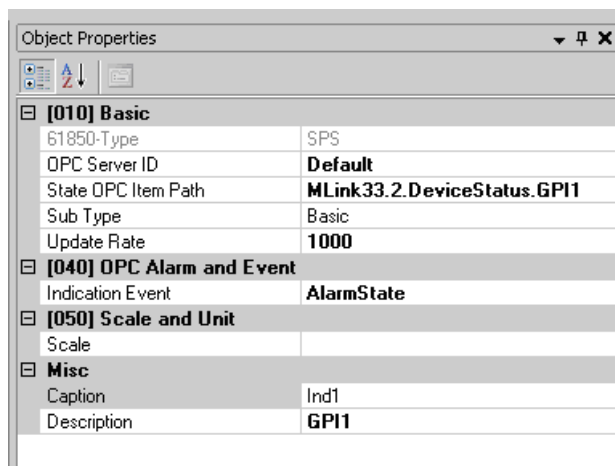 Object Properties
[010] Basic
61850-Type SPS
OPC Server ID Default
State OPC Item Path MLink33.2.DeviceStatus.GPI1
Sub Type Basic
Update Rate 1000
[040] OPC Alarm and Event
Indication Event AlarmState
[050] Scale and Unit
Scale
Misc
Caption Ind1
Description GPI1